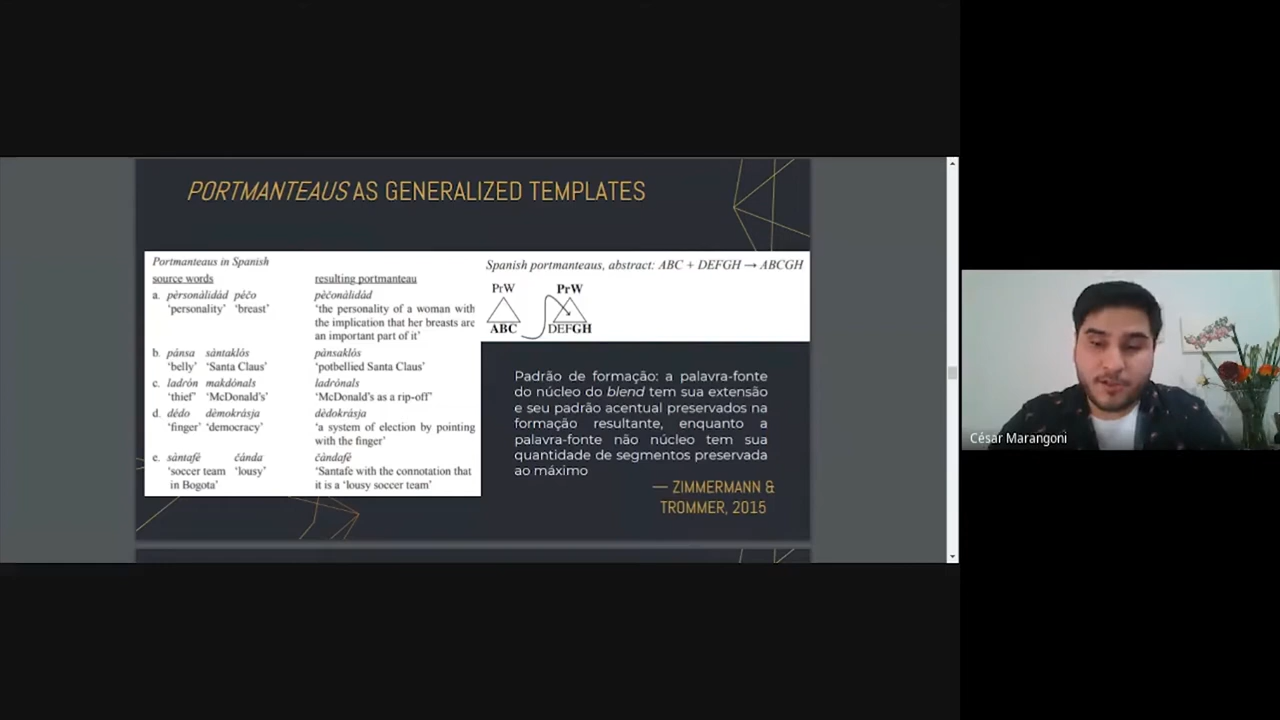 PORTMANTEAUS AS GENERALIZED TEMPLATES
Portmanteaus in Spanish
source words resulting portmanteau
a. pèrsonàlidád péčo pèčonàlidád
‘personality’ ‘breast’ ‘the personality of a woman with
the implication that her breasts are
an important part of it’
b. pánsa sàntaklós pànsaklós
‘belly’ ‘Santa Claus’ ‘potbellied Santa Claus’
c. ladrón makdónals ladrónals
‘thief’ ‘McDonald’s’ ‘McDonald’s as a rip-off’
d. dédo dèmokrásja dèdokrásja
‘finger’ ‘democracy’ ‘a system of election by pointing
with the finger’
e. sàntafé čánda čàndafé
‘soccer team ‘lousy’ ‘Santafe with the connotation that
in Bogota’ it is a ‘lousy soccer team’
Spanish portmanteaus, abstract: ABC + DEFGH → ABCGH
PrW PrW
ABC DEFGH
Padrão de formação: a palavra-fonte
do núcleo do blend tem sua extensão
e seu padrão acentual preservados na
formação resultante, enquanto a
palavra-fonte não núcleo tem sua
quantidade de segmentos preservada
ao máximo
— ZIMMERMANN &
TROMMER, 2015
César Marangoni